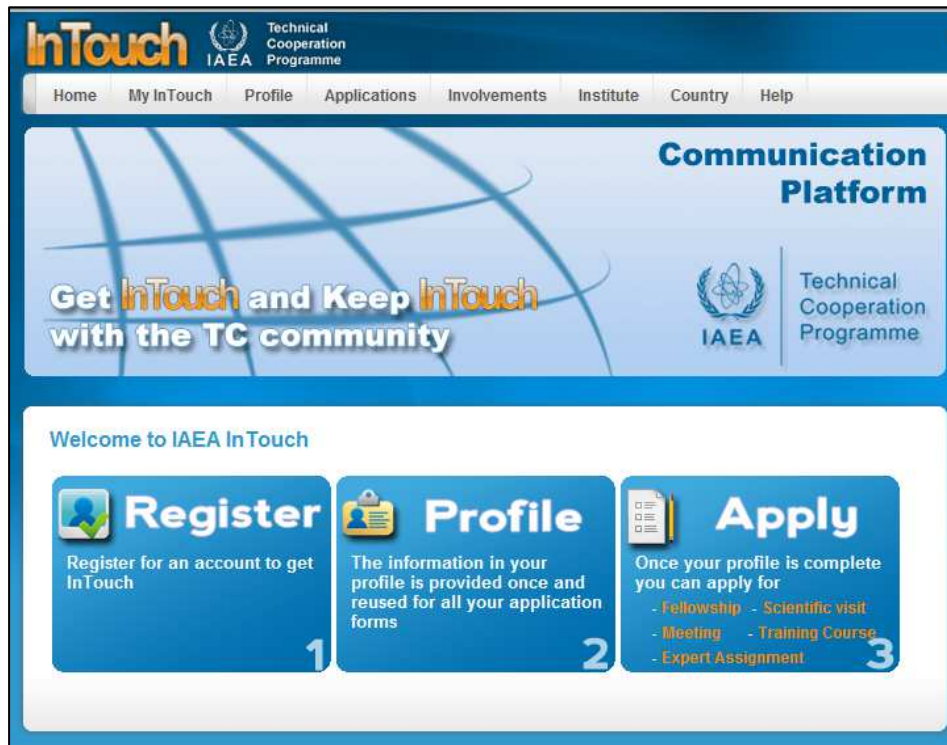 InTouch
IAEA
Technical
Cooperation
Programme
Home My InTouch Profile Applications Involvements Institute Country Help
Communication
Platform
Get InTouch and Keep InTouch
with the TC community
IAEA
Technical
Cooperation
Programme
Welcome to IAEA InTouch
Register
Register for an account to get
InTouch
1
Profile
The information in your
profile is provided once and
reused for all your application
forms
2
Apply
Once your profile is complete
you can apply for
- Fellowship - Scientific visit
- Meeting - Training Course
- Expert Assignment
3